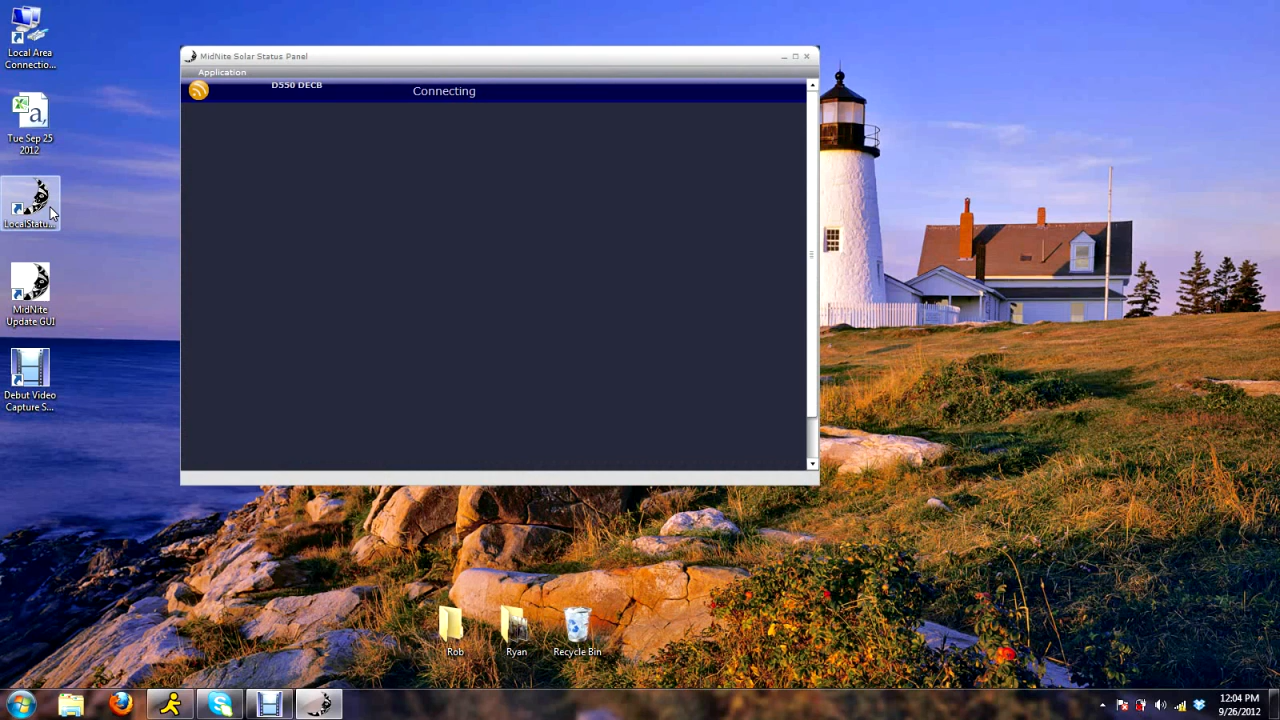 Local Area
Connectio...
Tue Sep 25
2012
LocalStatu...
MidNite
Update GUI
Debut Video
Capture S...
MidNite Solar Status Panel
Application
D550 DECB
Connecting
Rob
Ryan
Recycle Bin
12:04 PM
9/26/2012